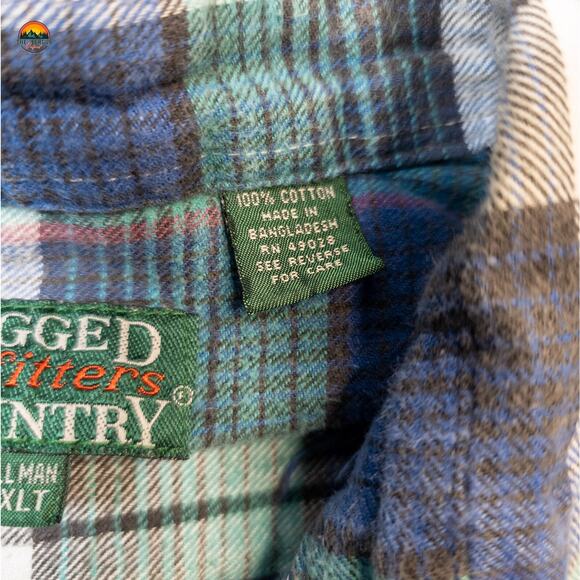 100% COTTON
MADE IN
BANGLADESH
RN 49028
SEE REVERSE
FOR CARE
GGED
fitters
NTRY®
LL MAN
XLT